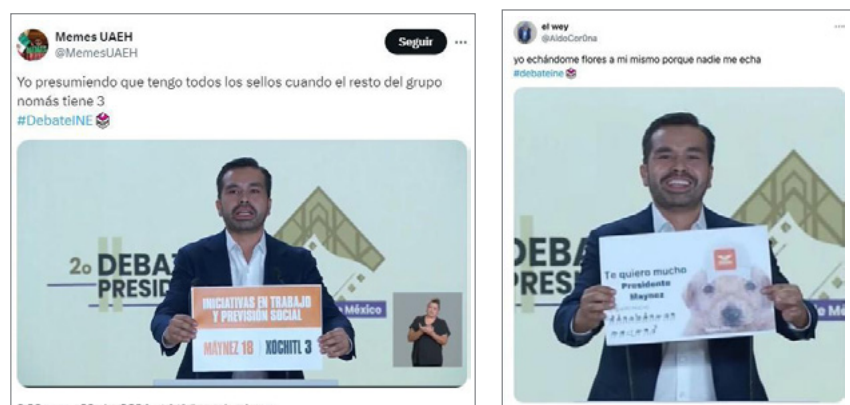 Memes UAEH
@MemesUAEH
Seguir
Yo presumiendo que tengo todos los sellos cuando el resto del grupo
nomás tiene 3
#DebateINE
2o DEBA
PRESID
México
INICIATIVAS EN TRABAJO
Y PREVISIÓN SOCIAL
MÁYNEZ 18 XÓCHITL 3
el wey
@AldoCor0na
yo echándome flores a mi mismo porque nadie me echa
#debateine
DEBA
PRES
Te quiero mucho
Presidente
Maynez